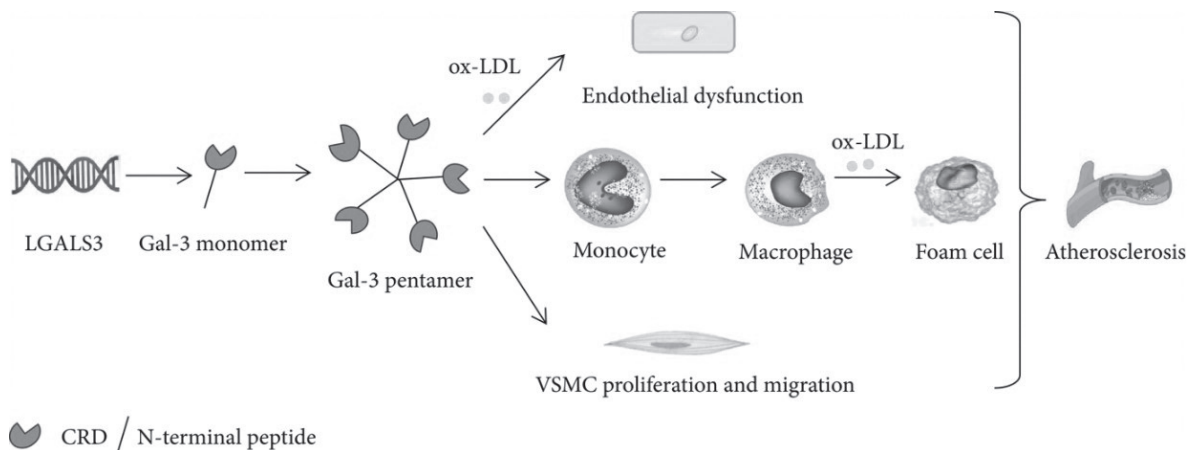 ox-LDL
Endothelial dysfunction
ox-LDL
LGALS3
Gal-3 monomer
Gal-3 pentamer
Monocyte
Macrophage
Foam cell
Atherosclerosis
VSMC proliferation and migration
CRD / N-terminal peptide